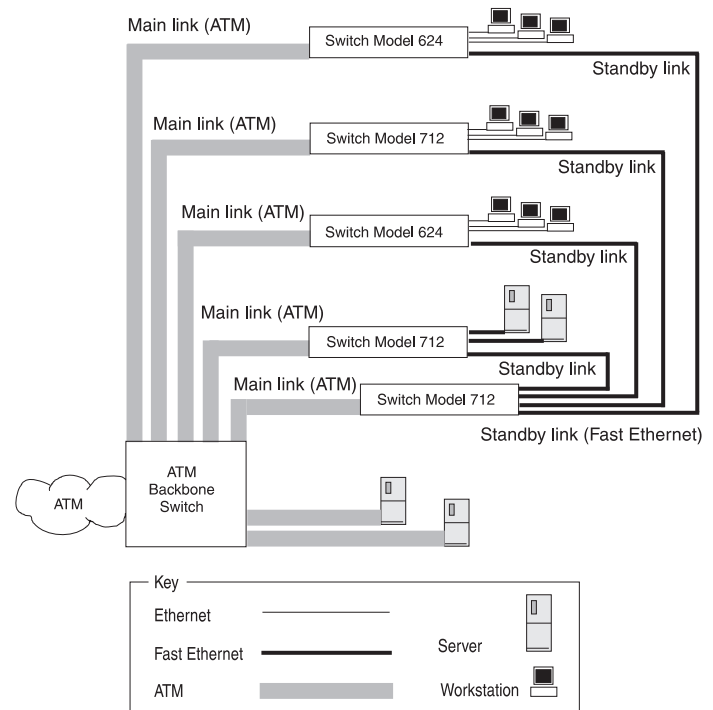 Main link (ATM)
Switch Model 624
Standby link
Main link (ATM)
Switch Model 712
Standby link
Main link (ATM)
Switch Model 624
Standby link
Main link (ATM)
Switch Model 712
Standby link
Main link (ATM)
Switch Model 712
Standby link (Fast Ethernet)
ATM
ATM
Backbone
Switch
Key
Ethernet
Fast Ethernet
Server
ATM
Workstation